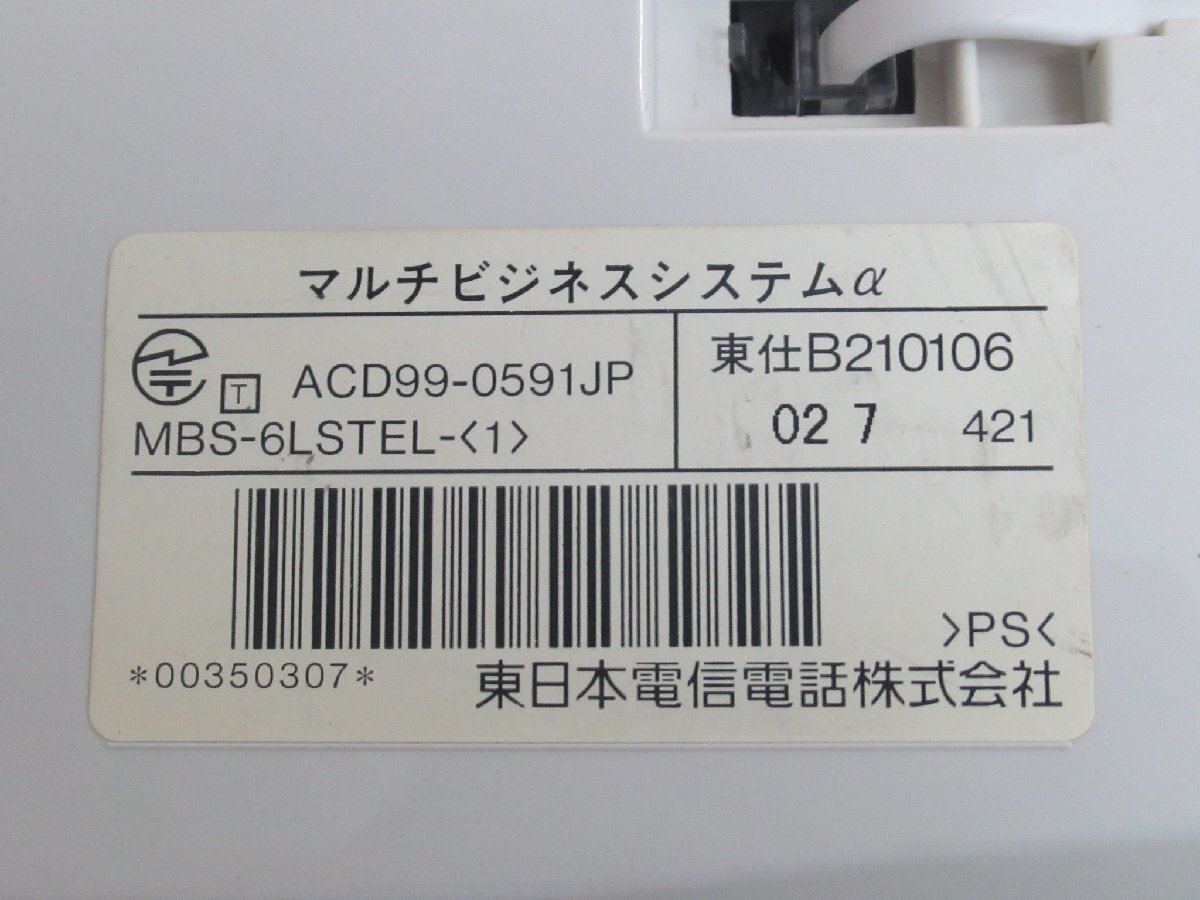 マルチビジネスシステムα
T ACD99-0591JP
MBS-6LSTEL-〈1〉
東仕B210106
02 7 421
*00350307*
>PS<
東日本電信電話株式会社